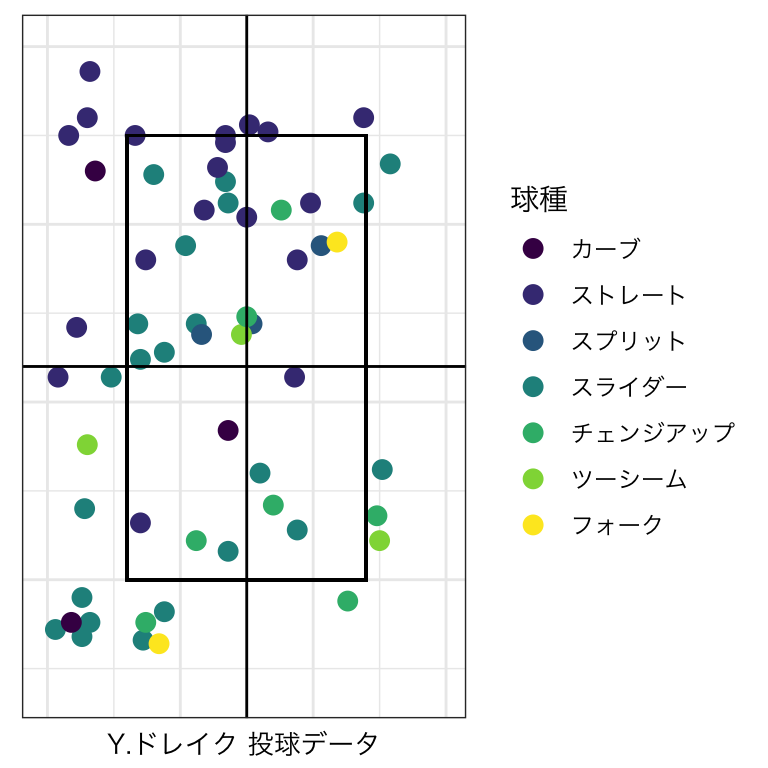 球種
カーブ
ストレート
スプリット
スライダー
チェンジアップ
ツーシーム
フォーク
Y.ドレイク 投球データ